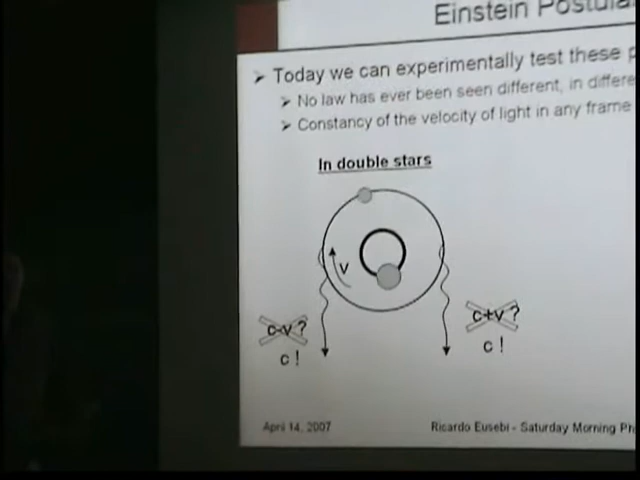 Einstein Postula
Today we can experimentally test these p
No law has ever been seen different, in differe
Constancy of the velocity of light in any frame
In double stars
v
c-v ?
c !
c+v ?
c !
April 14, 2007
Ricardo Eusebi - Saturday Morning Ph